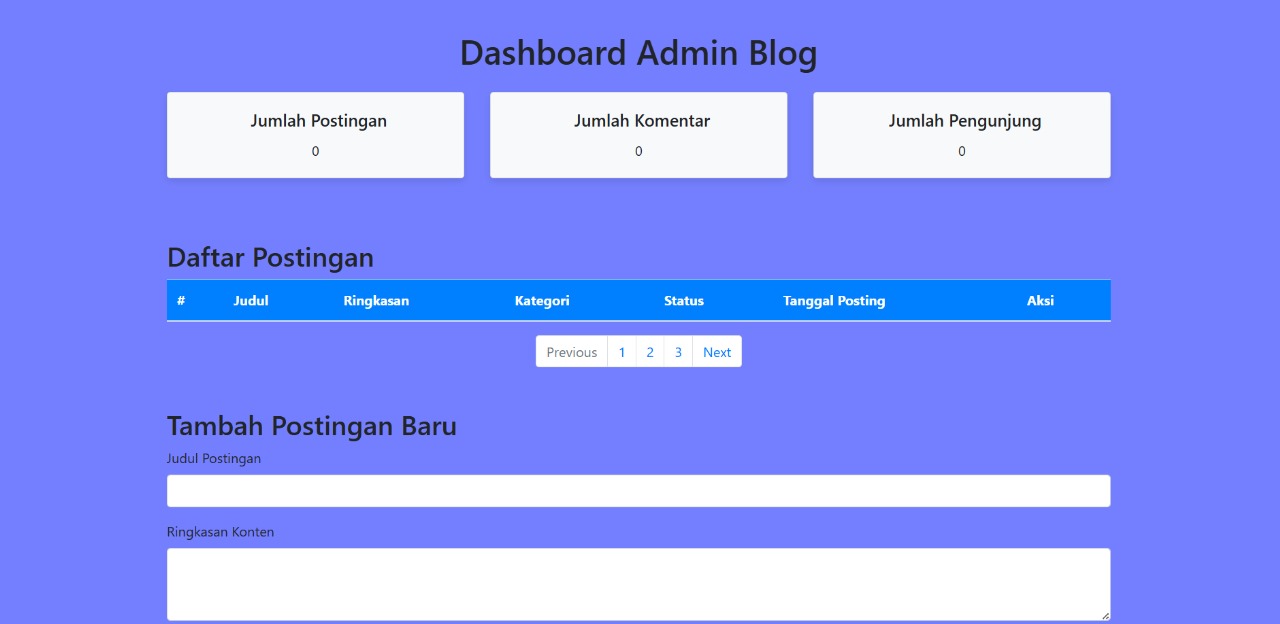 Dashboard Admin Blog
Jumlah Postingan
0
Jumlah Komentar
0
Jumlah Pengunjung
0
Daftar Postingan
# Judul Ringkasan Kategori Status Tanggal Posting Aksi
Previous 1 2 3 Next
Tambah Postingan Baru
Judul Postingan
Ringkasan Konten